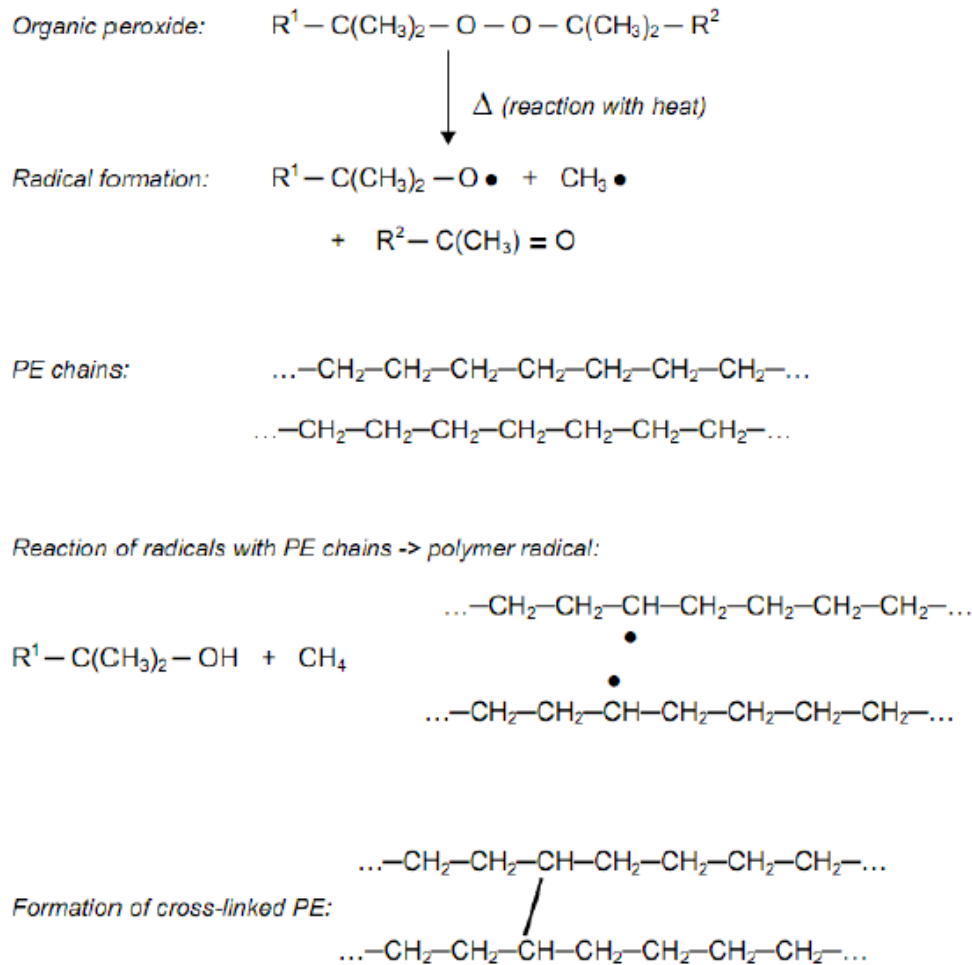 Organic peroxide: R¹ – C(CH₃)₂ – O – O – C(CH₃)₂ – R²
Δ (reaction with heat)
Radical formation: R¹ – C(CH₃)₂ – O • + CH₃ •
+ R² – C(CH₃) = O
PE chains: ...–CH₂–CH₂–CH₂–CH₂–CH₂–CH₂–CH₂–...
...–CH₂–CH₂–CH₂–CH₂–CH₂–CH₂–CH₂–...
Reaction of radicals with PE chains -> polymer radical:
...–CH₂–CH₂–CH–CH₂–CH₂–CH₂–CH₂–...
•
R¹ – C(CH₃)₂ – OH + CH₄
•
...–CH₂–CH₂–CH–CH₂–CH₂–CH₂–CH₂–...
...–CH₂–CH₂–CH–CH₂–CH₂–CH₂–CH₂–...
Formation of cross-linked PE:
...–CH₂–CH₂–CH–CH₂–CH₂–CH₂–CH₂–...